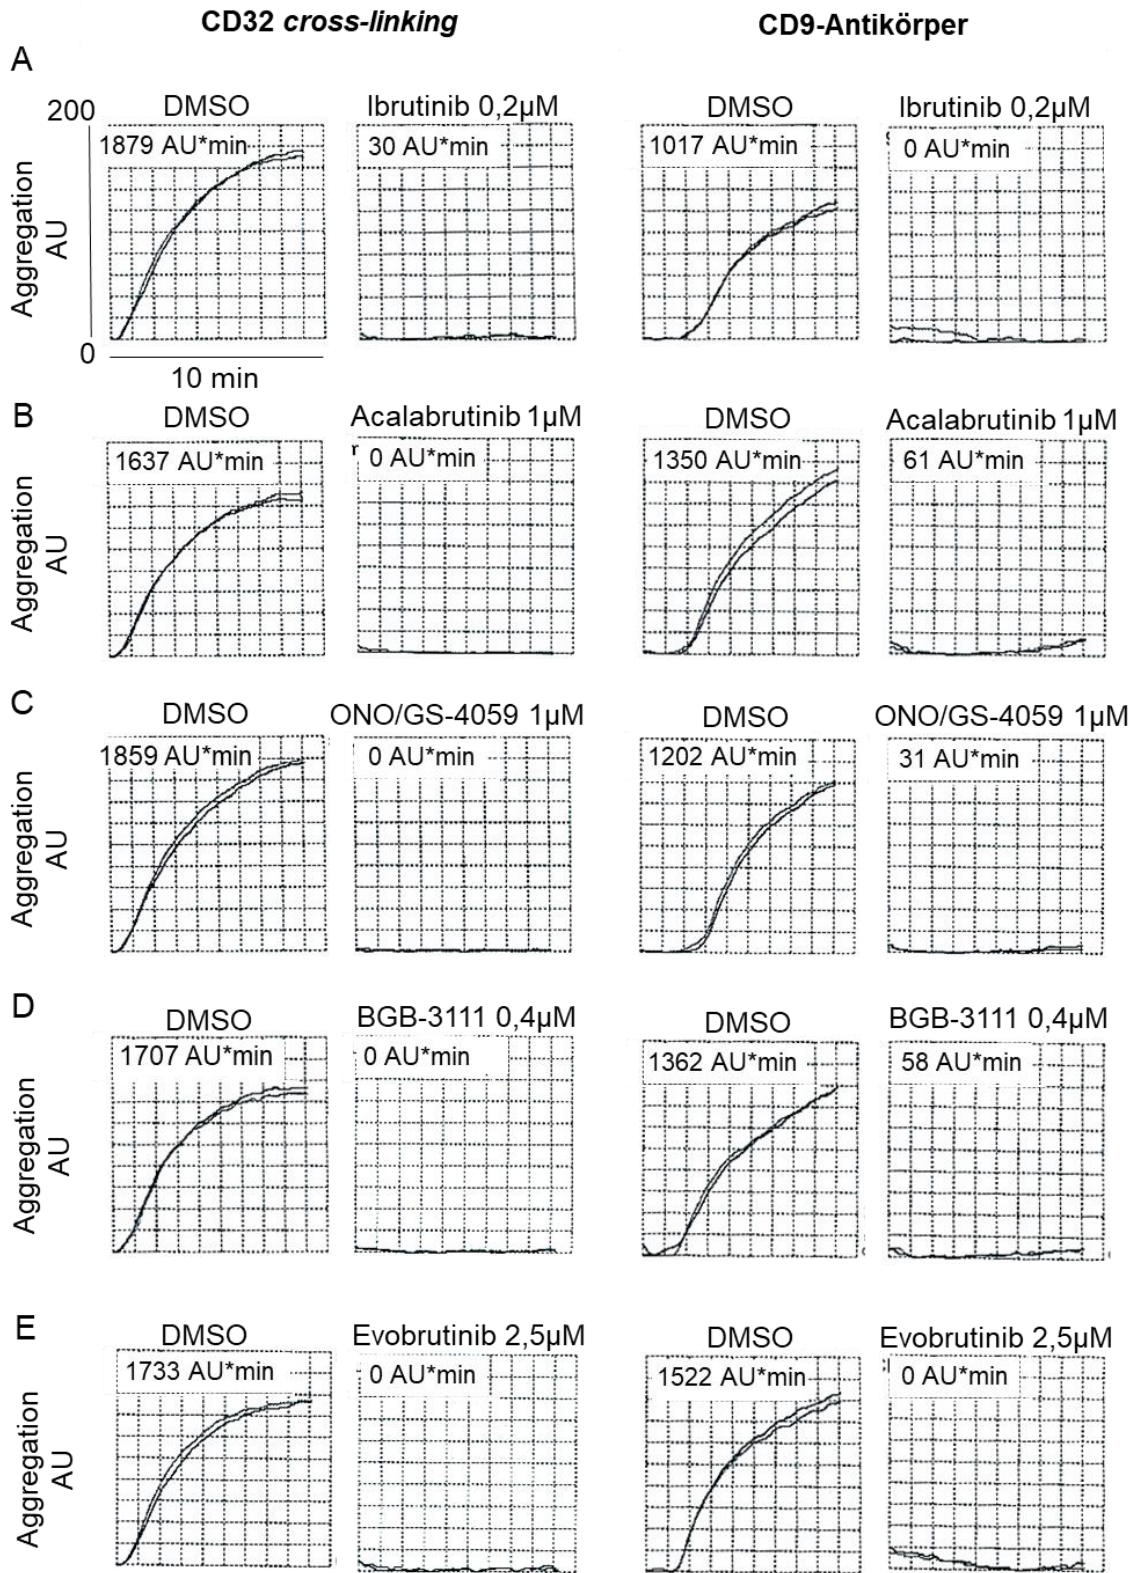 CD32 cross-linking
CD9-Antikörper
A
DMSO
Ibrutinib 0,2µM
DMSO
Ibrutinib 0,2µM
200
1879 AU*min
30 AU*min
1017 AU*min
0 AU*min
Aggregation
AU
0
10 min
B
DMSO
Acalabrutinib 1µM
DMSO
Acalabrutinib 1µM
1637 AU*min
0 AU*min
1350 AU*min
61 AU*min
Aggregation
AU
C
DMSO
ONO/GS-4059 1µM
DMSO
ONO/GS-4059 1µM
1859 AU*min
0 AU*min
1202 AU*min
31 AU*min
Aggregation
AU
D
DMSO
BGB-3111 0,4µM
DMSO
BGB-3111 0,4µM
1707 AU*min
0 AU*min
1362 AU*min
58 AU*min
Aggregation
AU
E
DMSO
Evobrutinib 2,5µM
DMSO
Evobrutinib 2,5µM
1733 AU*min
0 AU*min
1522 AU*min
0 AU*min
Aggregation
AU